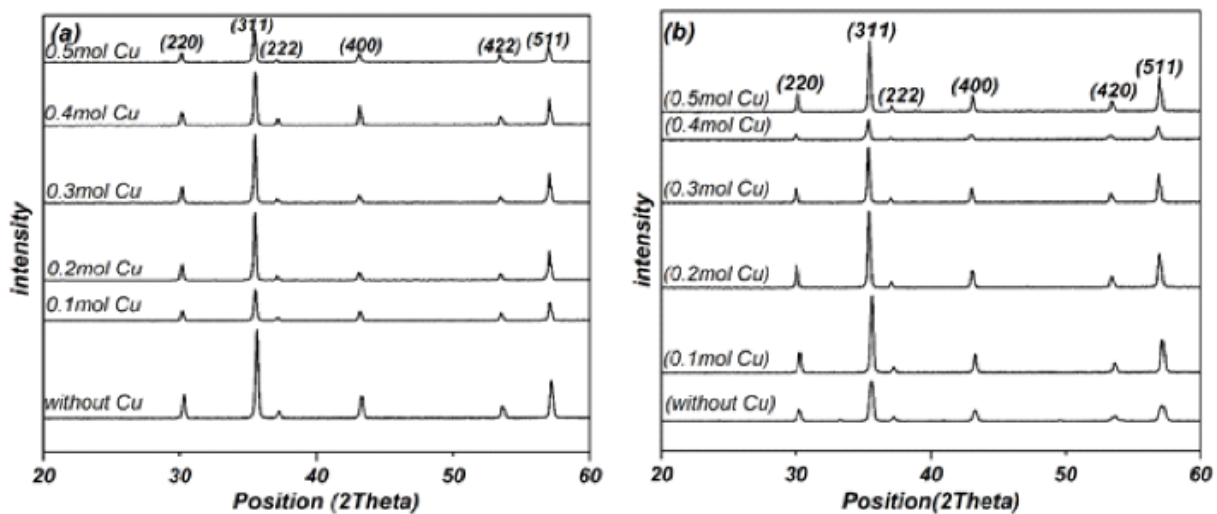 (a)
(311)
(220)
(222)
(400)
(422)
(511)
0.5mol Cu
0.4mol Cu
0.3mol Cu
0.2mol Cu
0.1mol Cu
without Cu
intensity
20
30
40
50
60
Position (2Theta)
(b)
(311)
(220)
(222)
(400)
(420)
(511)
(0.5mol Cu)
(0.4mol Cu)
(0.3mol Cu)
(0.2mol Cu)
(0.1mol Cu)
(without Cu)
intensity
20
30
40
50
60
Position(2Theta)